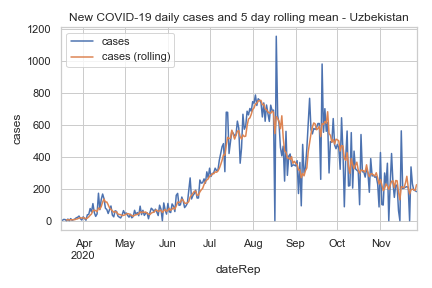 New COVID-19 daily cases and 5 day rolling mean - Uzbekistan
cases
cases (rolling)
1200
1000
800
600
400
200
0
cases
Apr
2020
May
Jun
Jul
Aug
Sep
Oct
Nov
dateRep